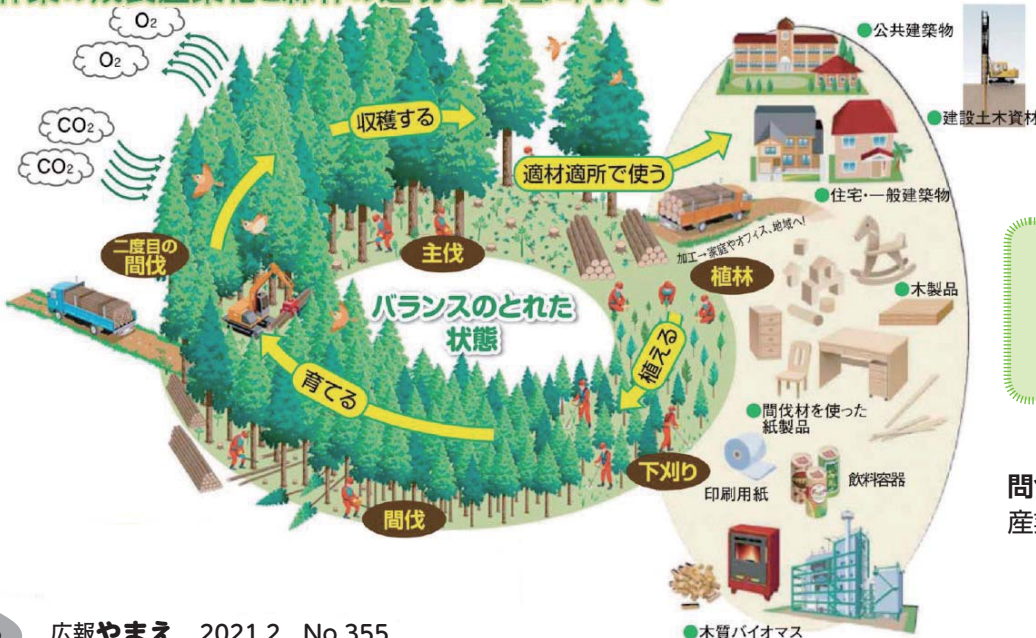 O₂
O₂
CO₂
CO₂
収穫する
適材適所で使う
二度目の
間伐
主伐
加工→家庭やオフィス、地域へ!
植林
バランスのとれた
状態
植える
育てる
下刈り
間伐
●公共建築物
●建設土木資材
●住宅・一般建築物
●木製品
●間伐材を使った
紙製品
印刷用紙
飲料容器
●木質バイオマス
広報やまえ 2021.2 No.355